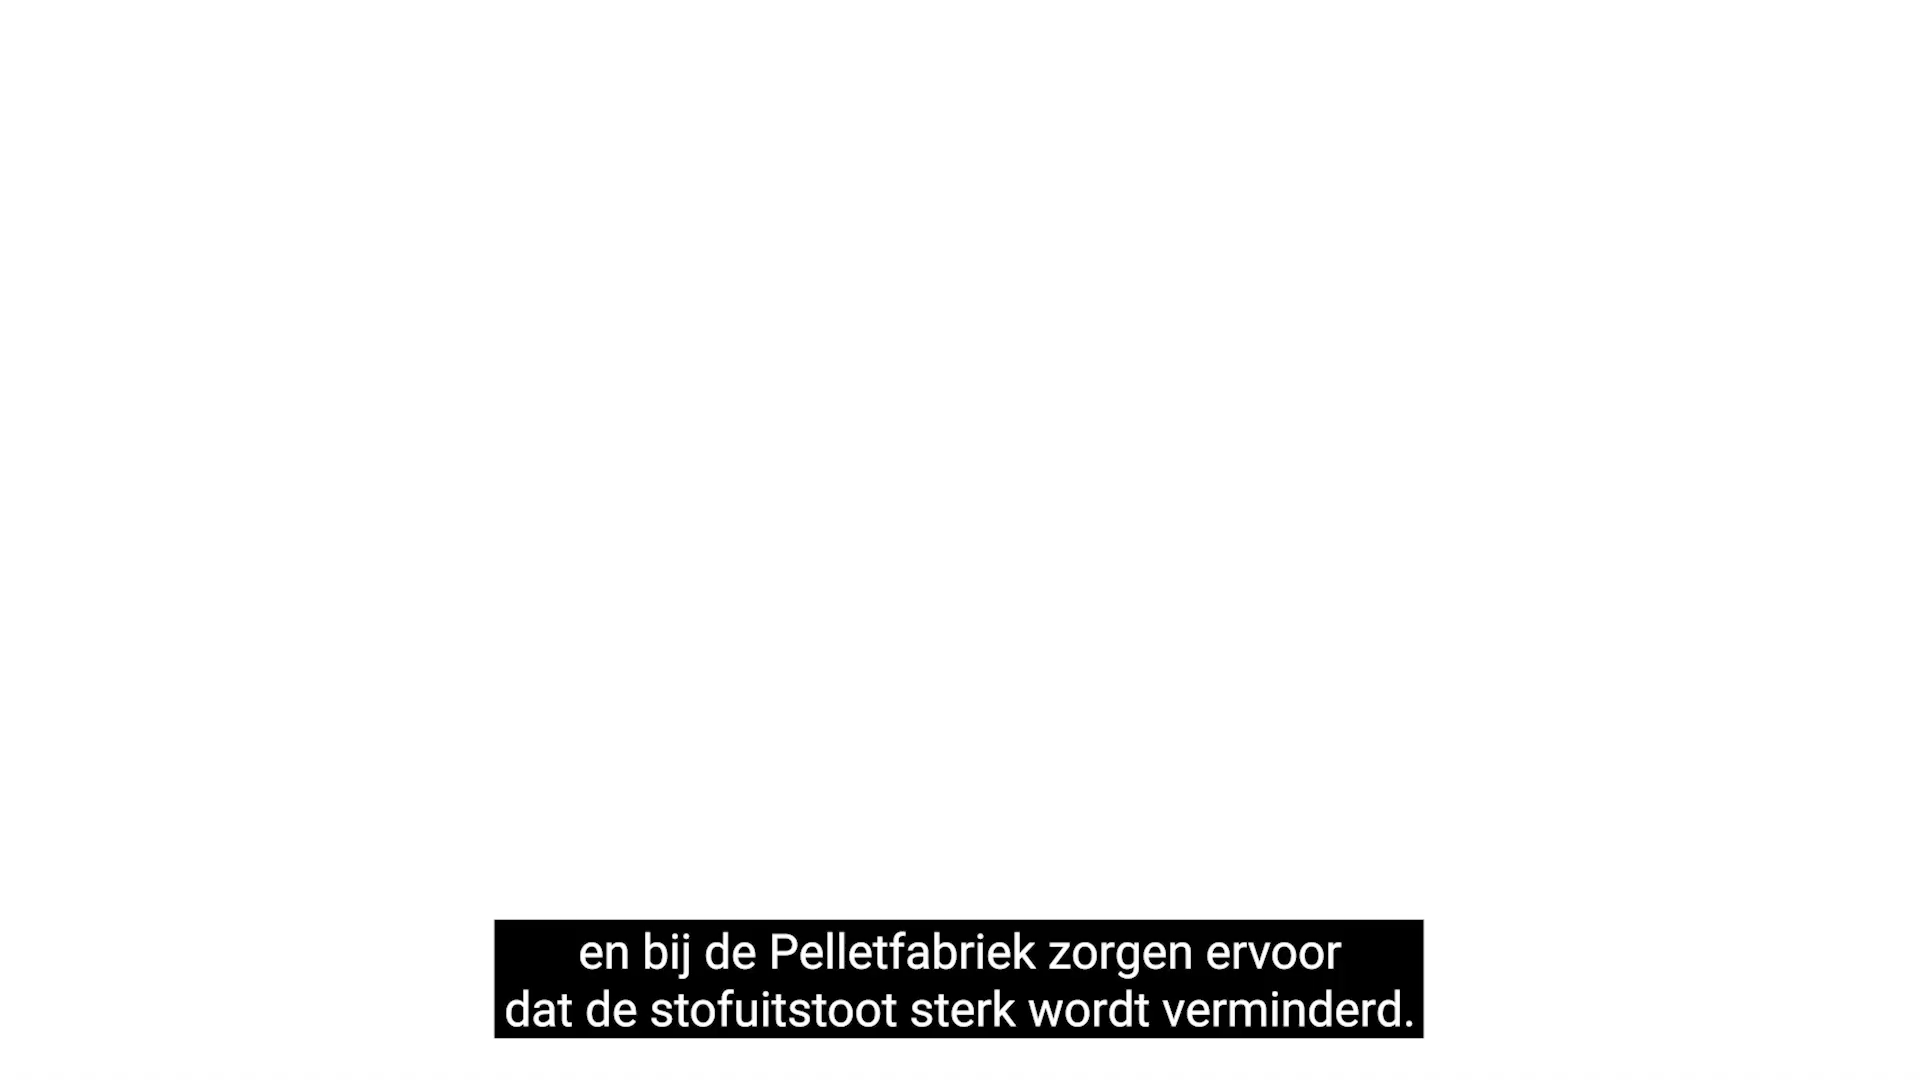 en bij de Pelletfabriek zorgen ervoor
dat de stofuitstoot sterk wordt verminderd.